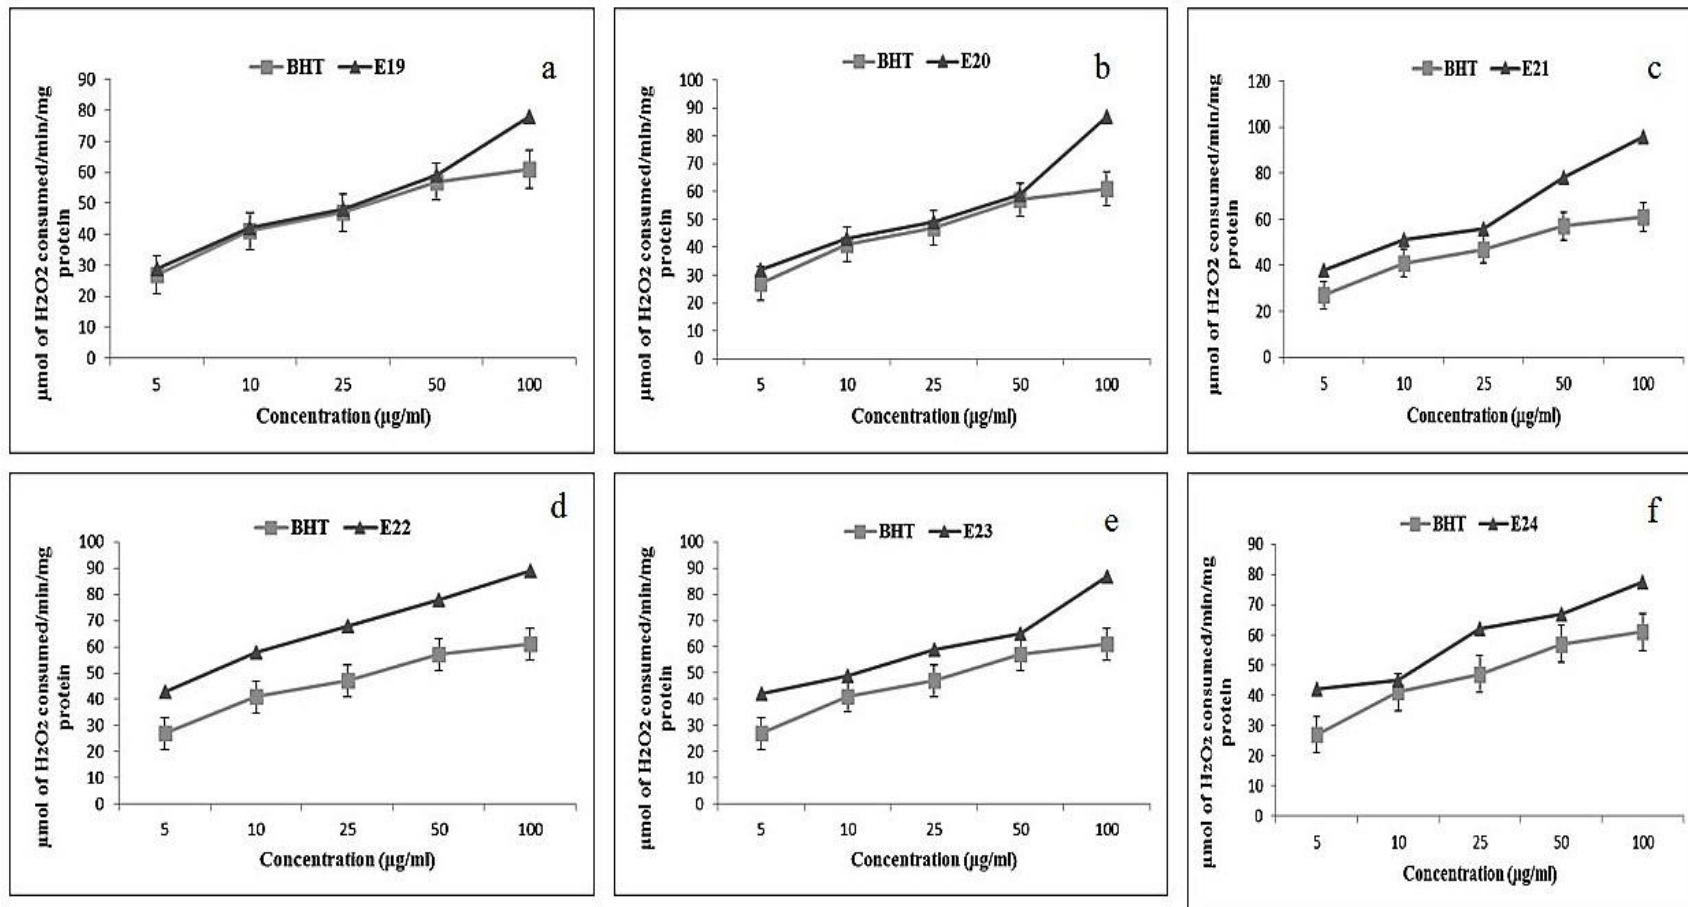 BHT E19 a
µmol of H2O2 consumed/min/mg
protein
90
80
70
60
50
40
30
20
10
0
5 10 25 50 100
Concentration (µg/ml)
BHT E20 b
µmol of H2O2 consumed/min/mg
protein
100
90
80
70
60
50
40
30
20
10
0
5 10 25 50 100
Concentration (µg/ml)
BHT E21 c
µmol of H2O2 consumed/min/mg
protein
120
100
80
60
40
20
0
5 10 25 50 100
Concentration (µg/ml)
BHT E22 d
µmol of H2O2 consumed/min/mg
protein
100
90
80
70
60
50
40
30
20
10
0
5 10 25 50 100
Concentration (µg/ml)
BHT E23 e
µmol of H2O2 consumed/min/mg
protein
100
90
80
70
60
50
40
30
20
10
0
5 10 25 50 100
Concentration (µg/ml)
BHT E24 f
µmol of H2O2 consumed/min/mg
protein
90
80
70
60
50
40
30
20
10
0
5 10 25 50 100
Concentration (µg/ml)